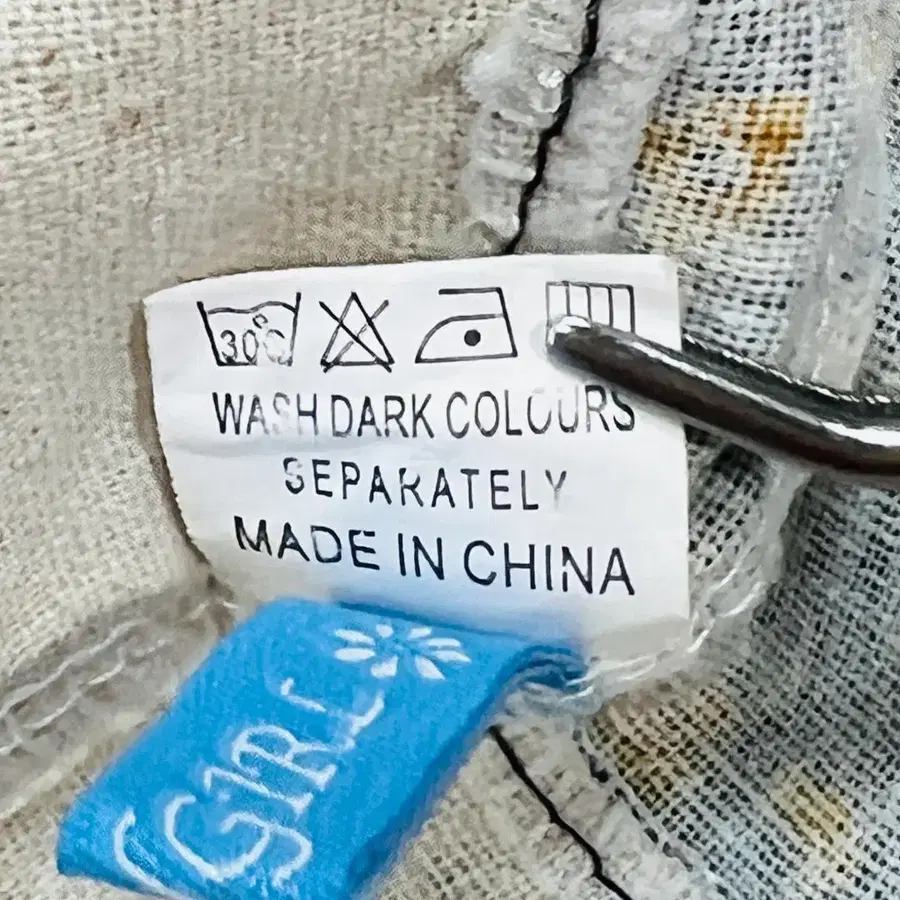 30°C
WASH DARK COLOURS
SEPARATELY
MADE IN CHINA
GIRL